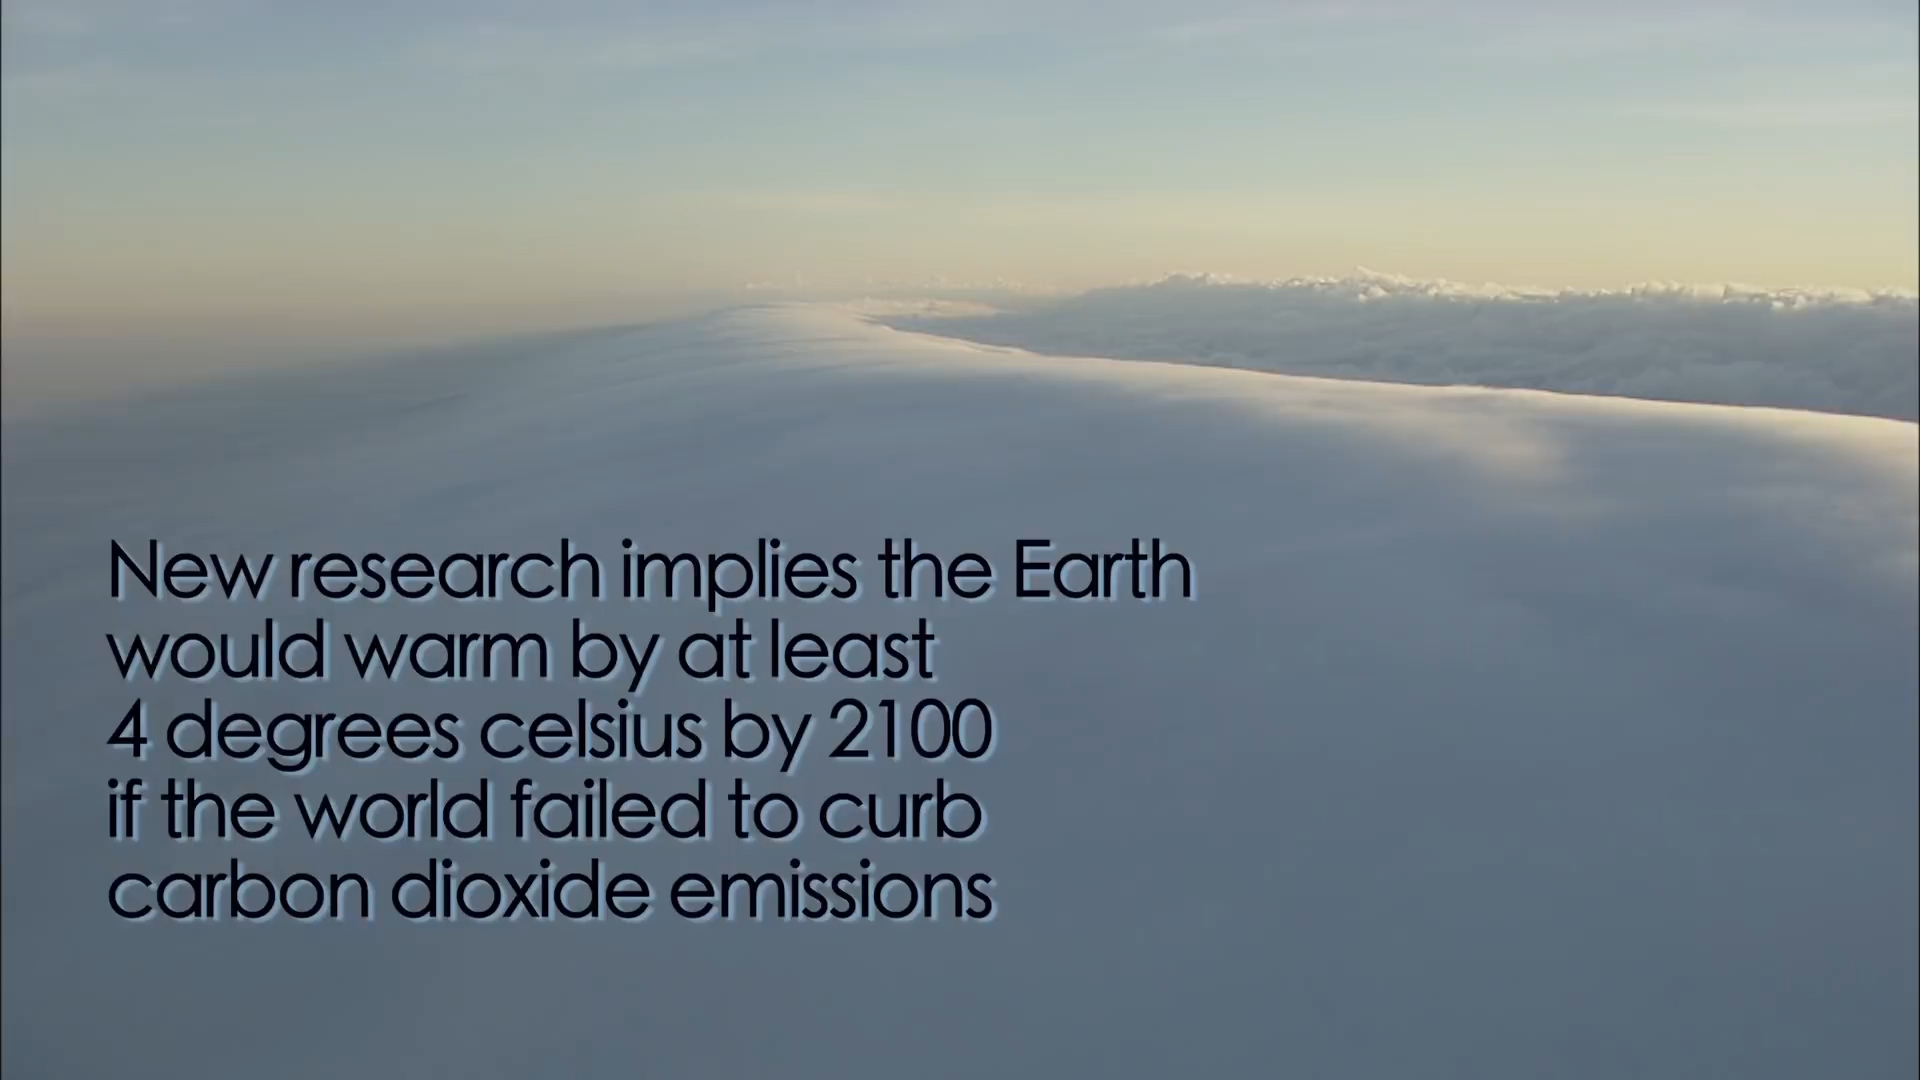 New research implies the Earth
would warm by at least
4 degrees celsius by 2100
if the world failed to curb
carbon dioxide emissions